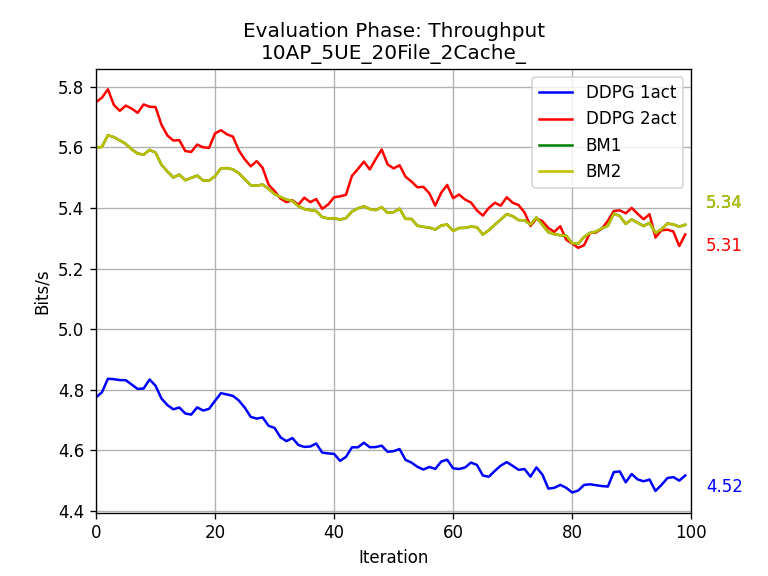 Evaluation Phase: Throughput
10AP_5UE_20File_2Cache_
DDPG 1act
DDPG 2act
BM1
BM2
5.8
5.6
5.4
5.2
5.0
4.8
4.6
4.4
Bits/s
0 20 40 60 80 100
Iteration
5.34
5.31
4.52